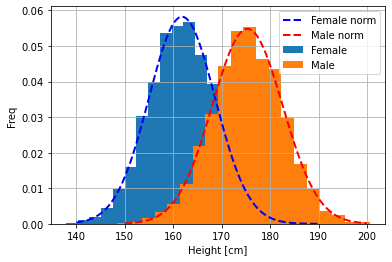 0.06
0.05
0.04
0.03
0.02
0.01
0.00
Freq
Female norm
Male norm
Female
Male
140 150 160 170 180 190 200
Height [cm]